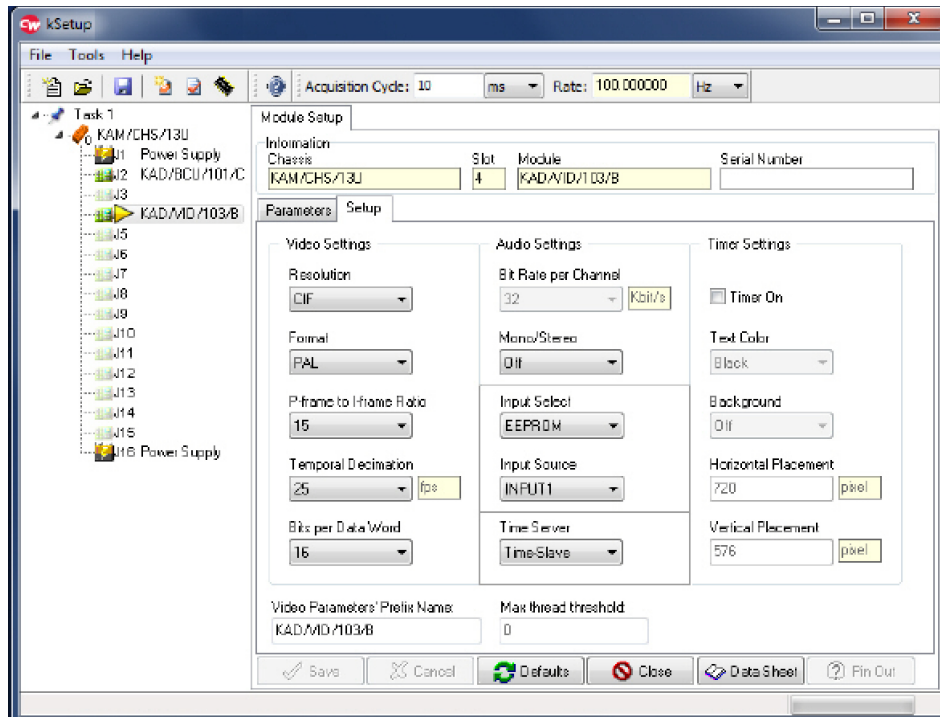 kSetup
File Tools Help
Acquisition Cycle: 10 ms Rate: 100.000000 Hz
Task 1
KAM/CHS/13U
J1 Power Supply
J2 KAD/BCU/101/C
J3
KAD/VID/103/B
J5
J6
J7
J8
J9
J10
J11
J12
J13
J14
J15
J16 Power Supply
Module Setup
Information
Chassis Slot Module Serial Number
KAM/CHS/13U 4 KAD/VID/103/B
Parameters Setup
Video Settings Audio Settings Timer Settings
Resolution Bit Rate per Channel
CIF 32 Kbit/s Timer On
Format Mono/Stereo Text Color
PAL Off Black
P-frame to I-frame Ratio Input Select Background
15 EEPROM Off
Temporal Decimation Input Source Horizontal Placement
25 fps INPUT1 720 pixel
Bits per Data Word Time Server Vertical Placement
16 Time-Slave 576 pixel
Video Parameters' Prefix Name: Max thread threshold:
KAD/VID/103/B 0
Save Cancel Defaults Close Data Sheet Pin Out